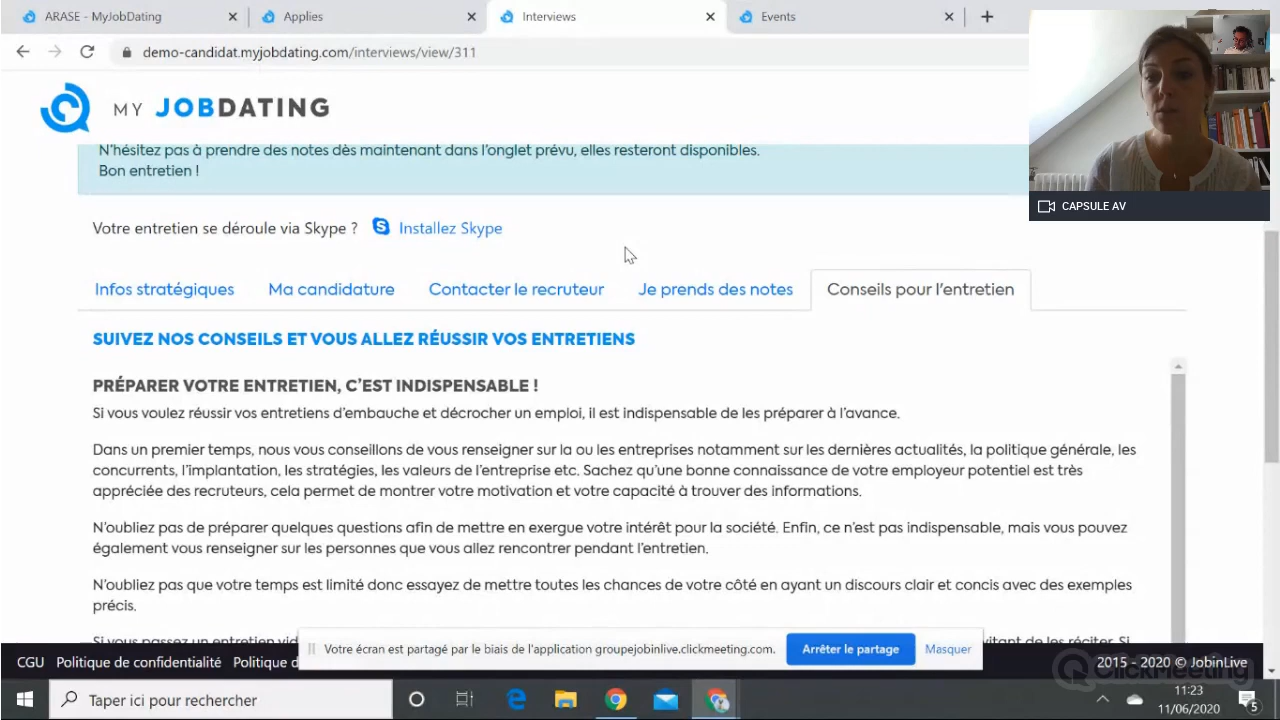 ARASE - MyJobDating
Applies
Interviews
Events
demo-candidat.myjobdating.com/interviews/view/311
MY JOBDATING
CAPSULE AV
N'hésitez pas à prendre des notes dès maintenant dans l'onglet prévu, elles resteront disponibles.
Bon entretien !
Votre entretien se déroule via Skype ? Installez Skype
Infos stratégiques Ma candidature Contacter le recruteur Je prends des notes Conseils pour l'entretien
SUIVEZ NOS CONSEILS ET VOUS ALLEZ RÉUSSIR VOS ENTRETIENS
PRÉPARER VOTRE ENTRETIEN, C'EST INDISPENSABLE !
Si vous voulez réussir vos entretiens d'embauche et décrocher un emploi, il est indispensable de les préparer à l'avance.
Dans un premier temps, nous vous conseillons de vous renseigner sur la ou les entreprises notamment sur les dernières actualités, la politique générale, les
concurrents, l'implantation, les stratégies, les valeurs de l'entreprise etc. Sachez qu'une bonne connaissance de votre employeur potentiel est très
appréciée des recruteurs, cela permet de montrer votre motivation et votre capacité à trouver des informations.
N'oubliez pas de préparer quelques questions afin de mettre en exergue votre intérêt pour la société. Enfin, ce n'est pas indispensable, mais vous pouvez
également vous renseigner sur les personnes que vous allez rencontrer pendant l'entretien.
N'oubliez pas que votre temps est limité donc essayez de mettre toutes les chances de votre côté en ayant un discours clair et concis avec des exemples
précis.
Si vous passez un entretien de les réciter. Si
Votre écran est partagé par le biais de l'application groupejobinlive.clickmeeting.com. Arrêter le partage Masquer
CGU Politique de confidentialité Politique 2015 - 2020 © JobinLive
ClickMeeting
Taper ici pour rechercher
11:23
11/06/2020
5